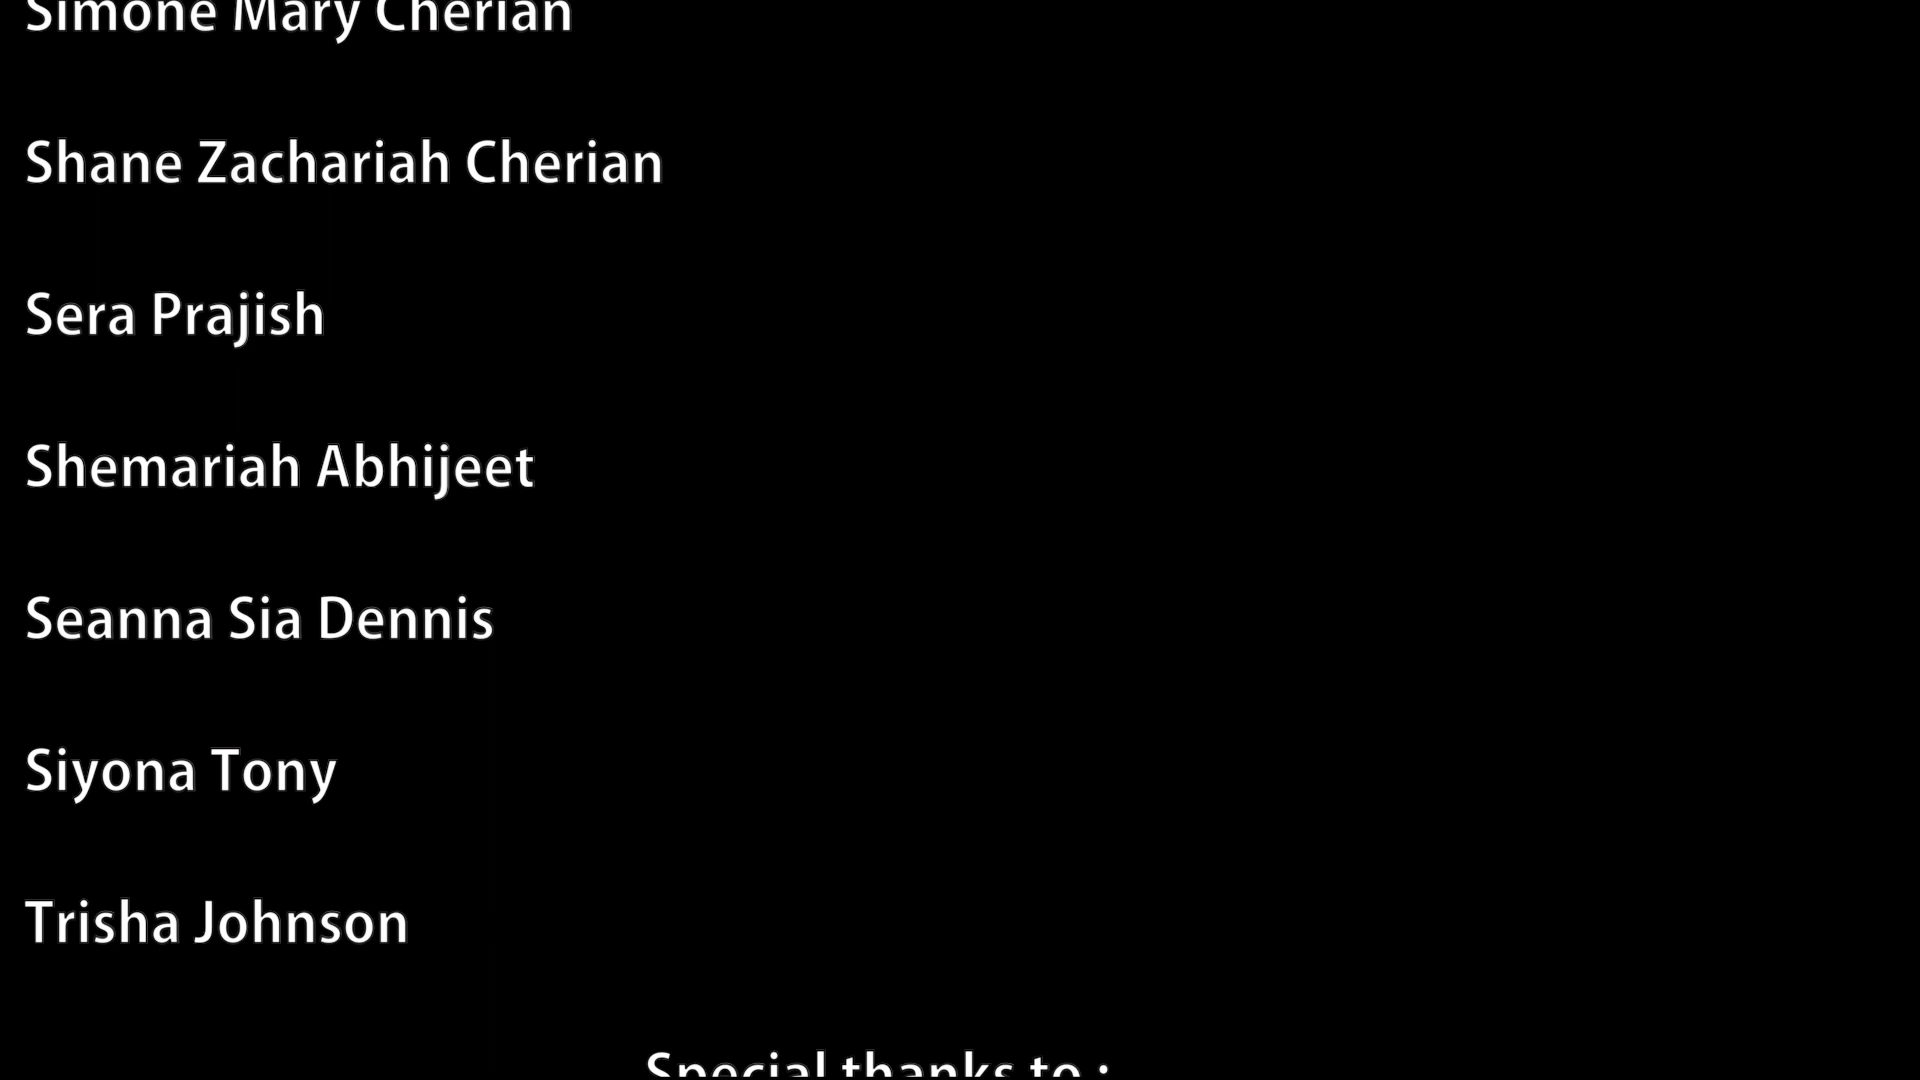 Simone Mary Cherian
Shane Zachariah Cherian
Sera Prajish
Shemariah Abhijeet
Seanna Sia Dennis
Siyona Tony
Trisha Johnson
Special thanks to :